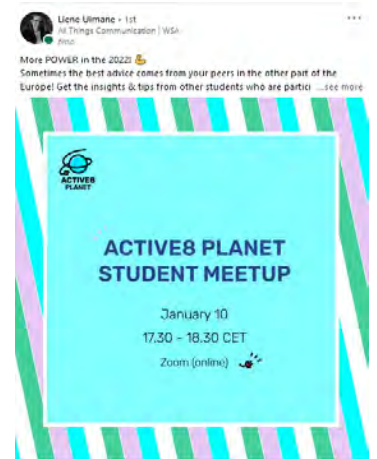 Liene Ulmane • 1st
All Things Communication | WSA
More POWER in the 2022! 💪
Sometimes the best advice comes from your peers in the other part of the
Europe! Get the insights & tips from other students who are partici ...see more
ACTIVE8
PLANET
ACTIVE8 PLANET
STUDENT MEETUP
January 10
17.30 - 18.30 CET
Zoom (online)